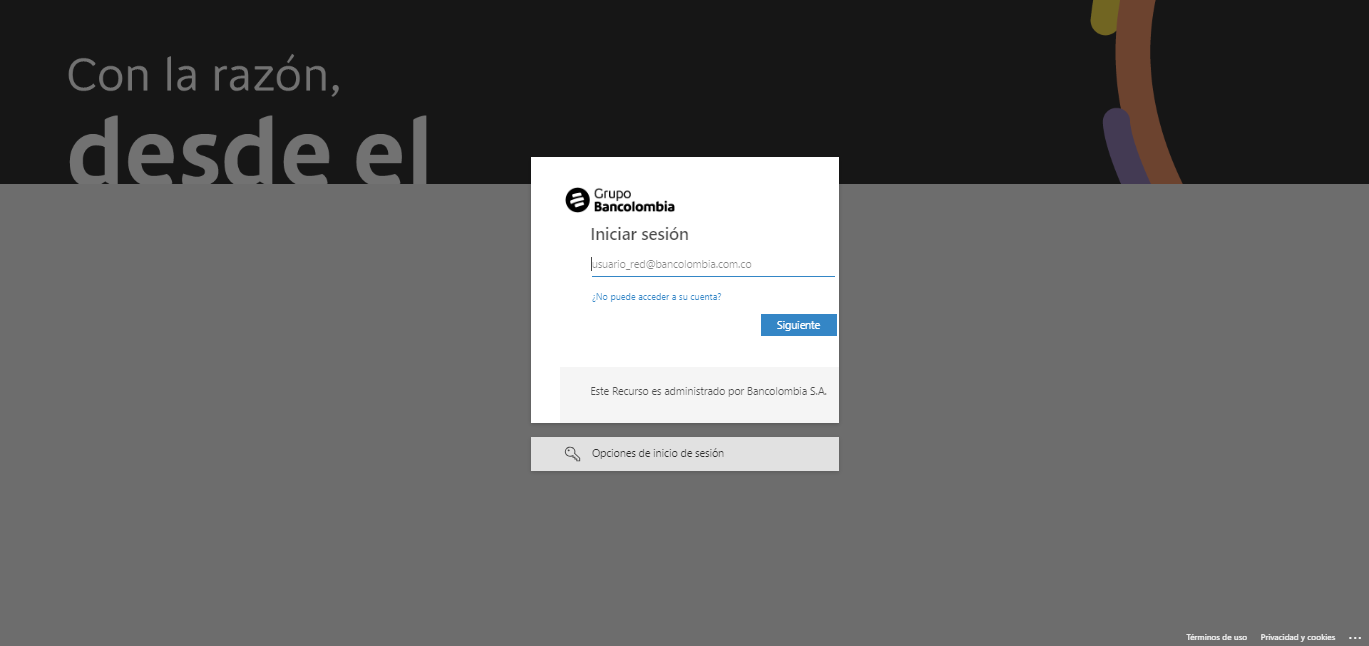 Con la razón,
desde el
Grupo
Bancolombia
Iniciar sesión
usuario_red@bancolombia.com.co
¿No puede acceder a su cuenta?
Siguiente
Este Recurso es administrado por Bancolombia S.A.
Opciones de inicio de sesión
Términos de uso Privacidad y cookies ...